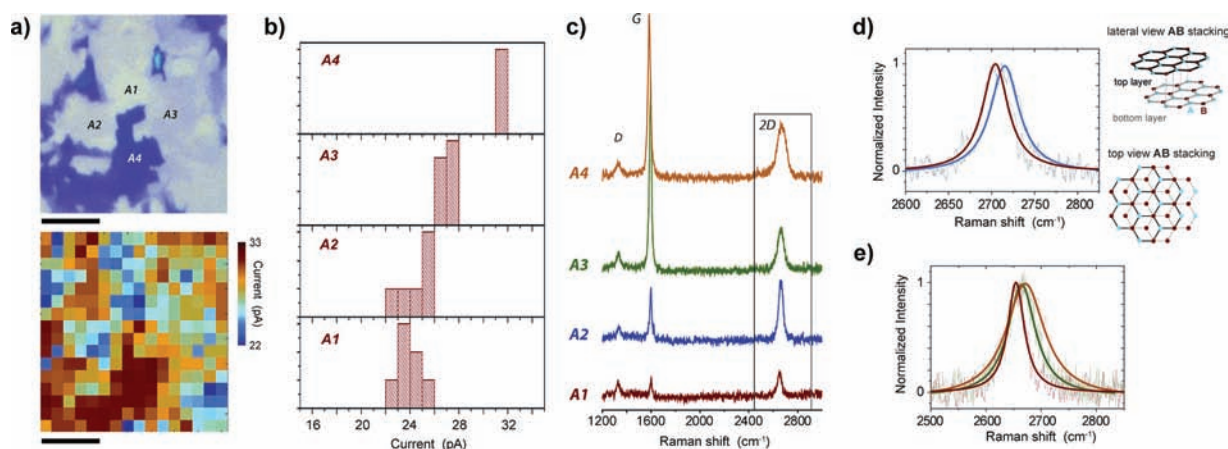 a)
A1
A2
A3
A4
33
Current (pA)
22
b)
A4
A3
A2
A1
16 20 24 28 32
Current (pA)
c)
G
D
2D
A4
A3
A2
A1
1200 1600 2000 2400 2800
Raman shift (cm-1)
d)
Normalized Intensity
1
0
2600 2650 2700 2750 2800
Raman shift (cm-1)
lateral view AB stacking
top layer
A B
bottom layer
top view AB stacking
e)
Normalized Intensity
1
0
2500 2600 2700 2800
Raman shift (cm-1)